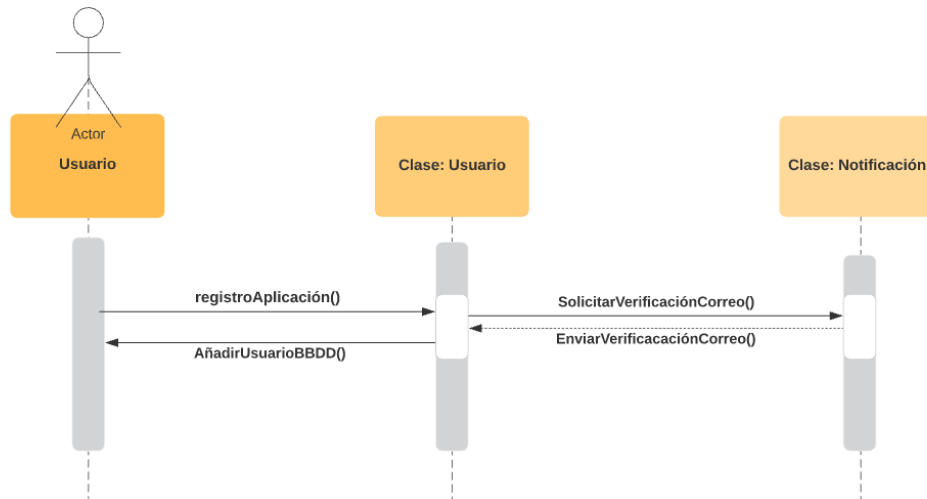 Actor
Usuario
Clase: Usuario
Clase: Notificación
registroAplicación()
SolicitarVerificaciónCorreo()
EnviarVerificacaciónCorreo()
AñadirUsuarioBBDD()